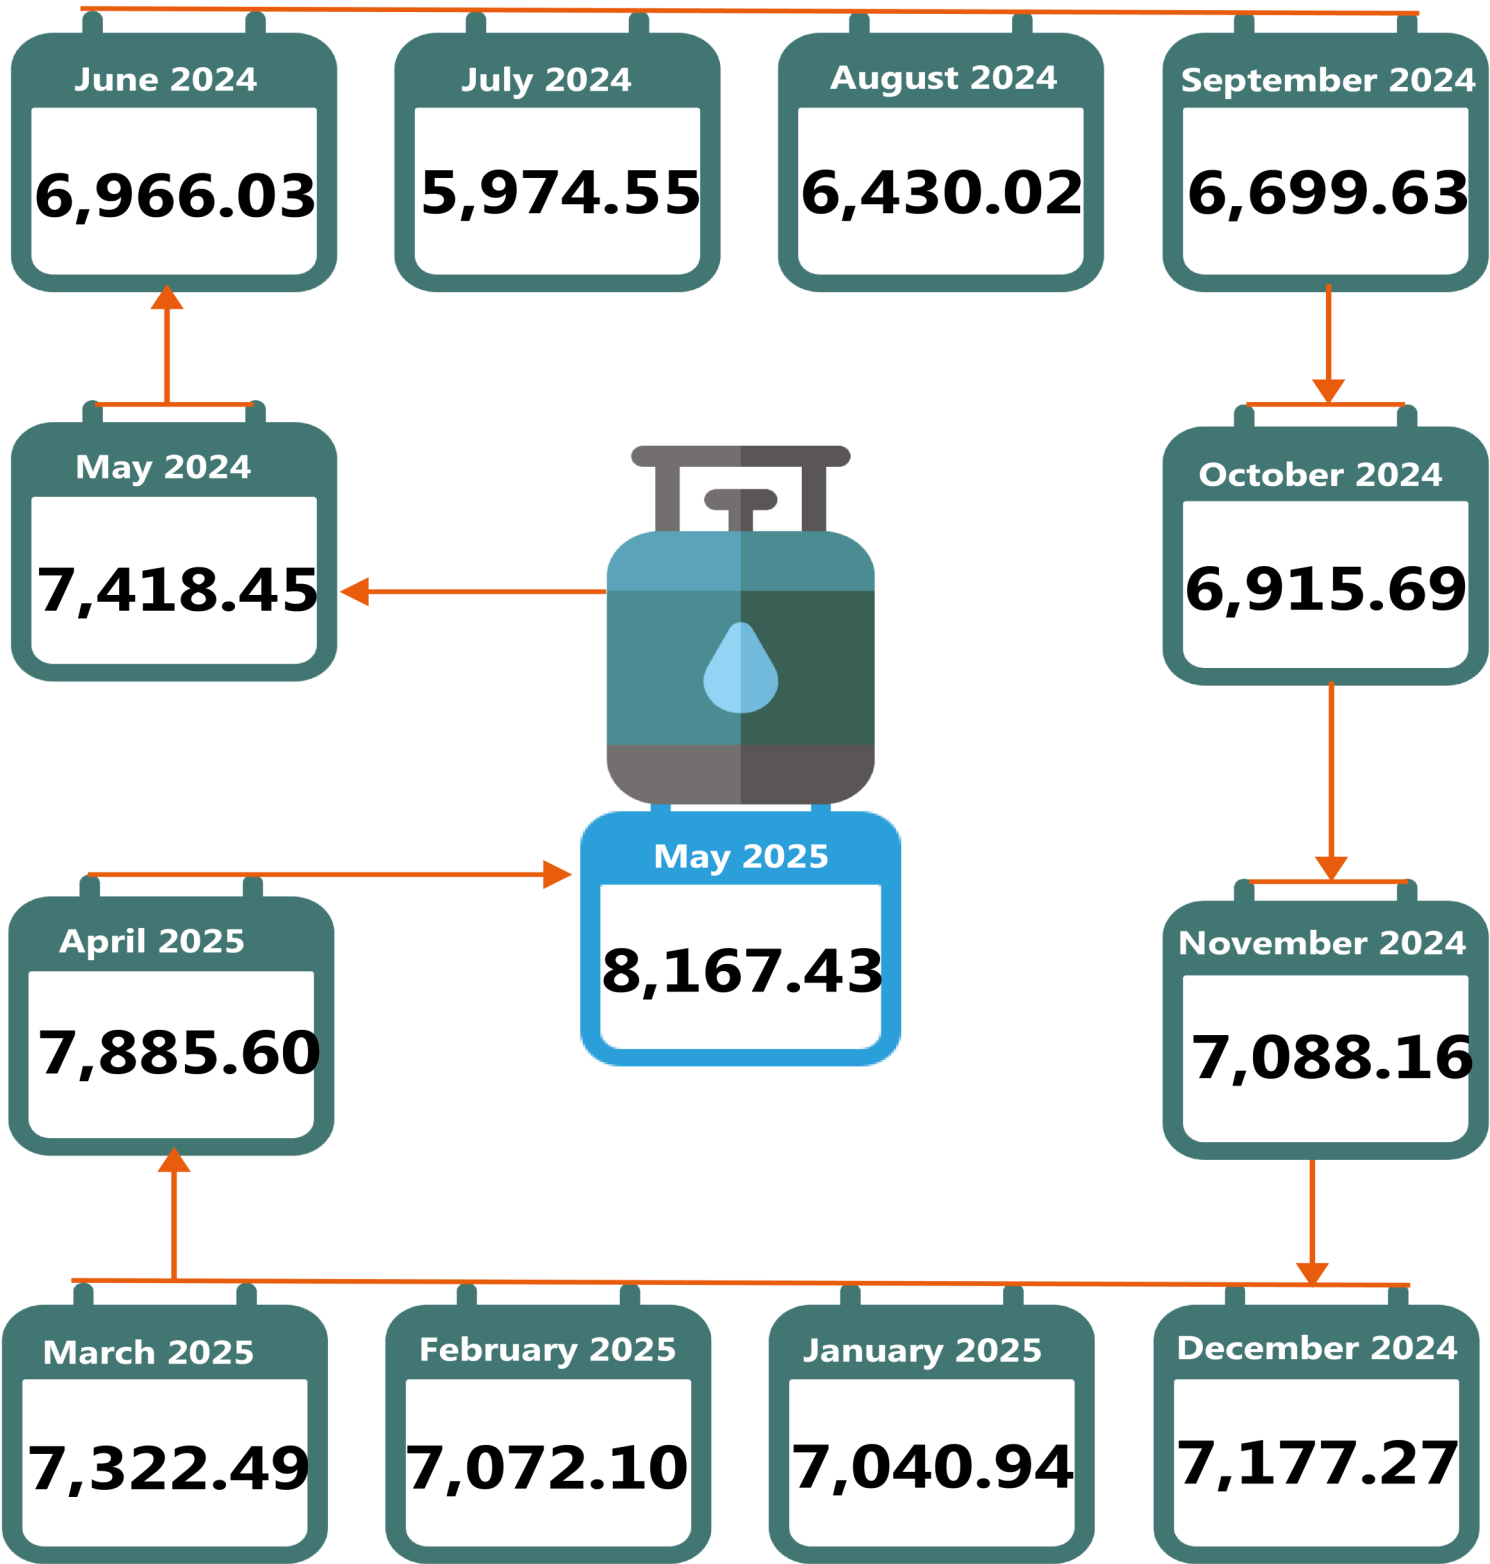 June 2024
6,966.03
July 2024
5,974.55
August 2024
6,430.02
September 2024
6,699.63
May 2024
7,418.45
October 2024
6,915.69
May 2025
8,167.43
April 2025
7,885.60
November 2024
7,088.16
March 2025
7,322.49
February 2025
7,072.10
January 2025
7,040.94
December 2024
7,177.27